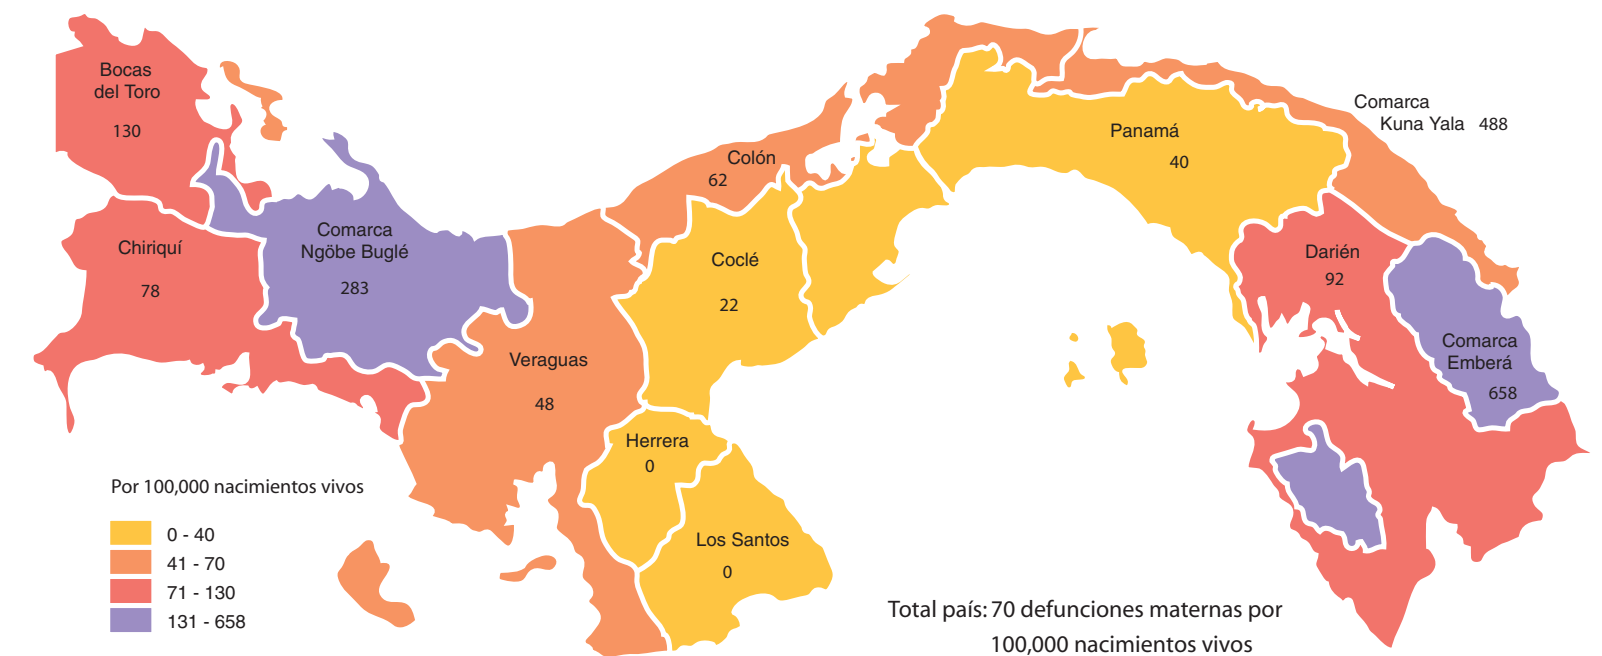 Bocas
del Toro
130
Chiriquí
78
Comarca
Ngöbe Buglé
283
Veraguas
48
Colón
62
Coclé
22
Herrera
0
Los Santos
0
Panamá
40
Comarca
Kuna Yala 488
Darién
92
Comarca
Emberá
658
Por 100,000 nacimientos vivos
0 - 40
41 - 70
71 - 130
131 - 658
Total país: 70 defunciones maternas por
100,000 nacimientos vivos